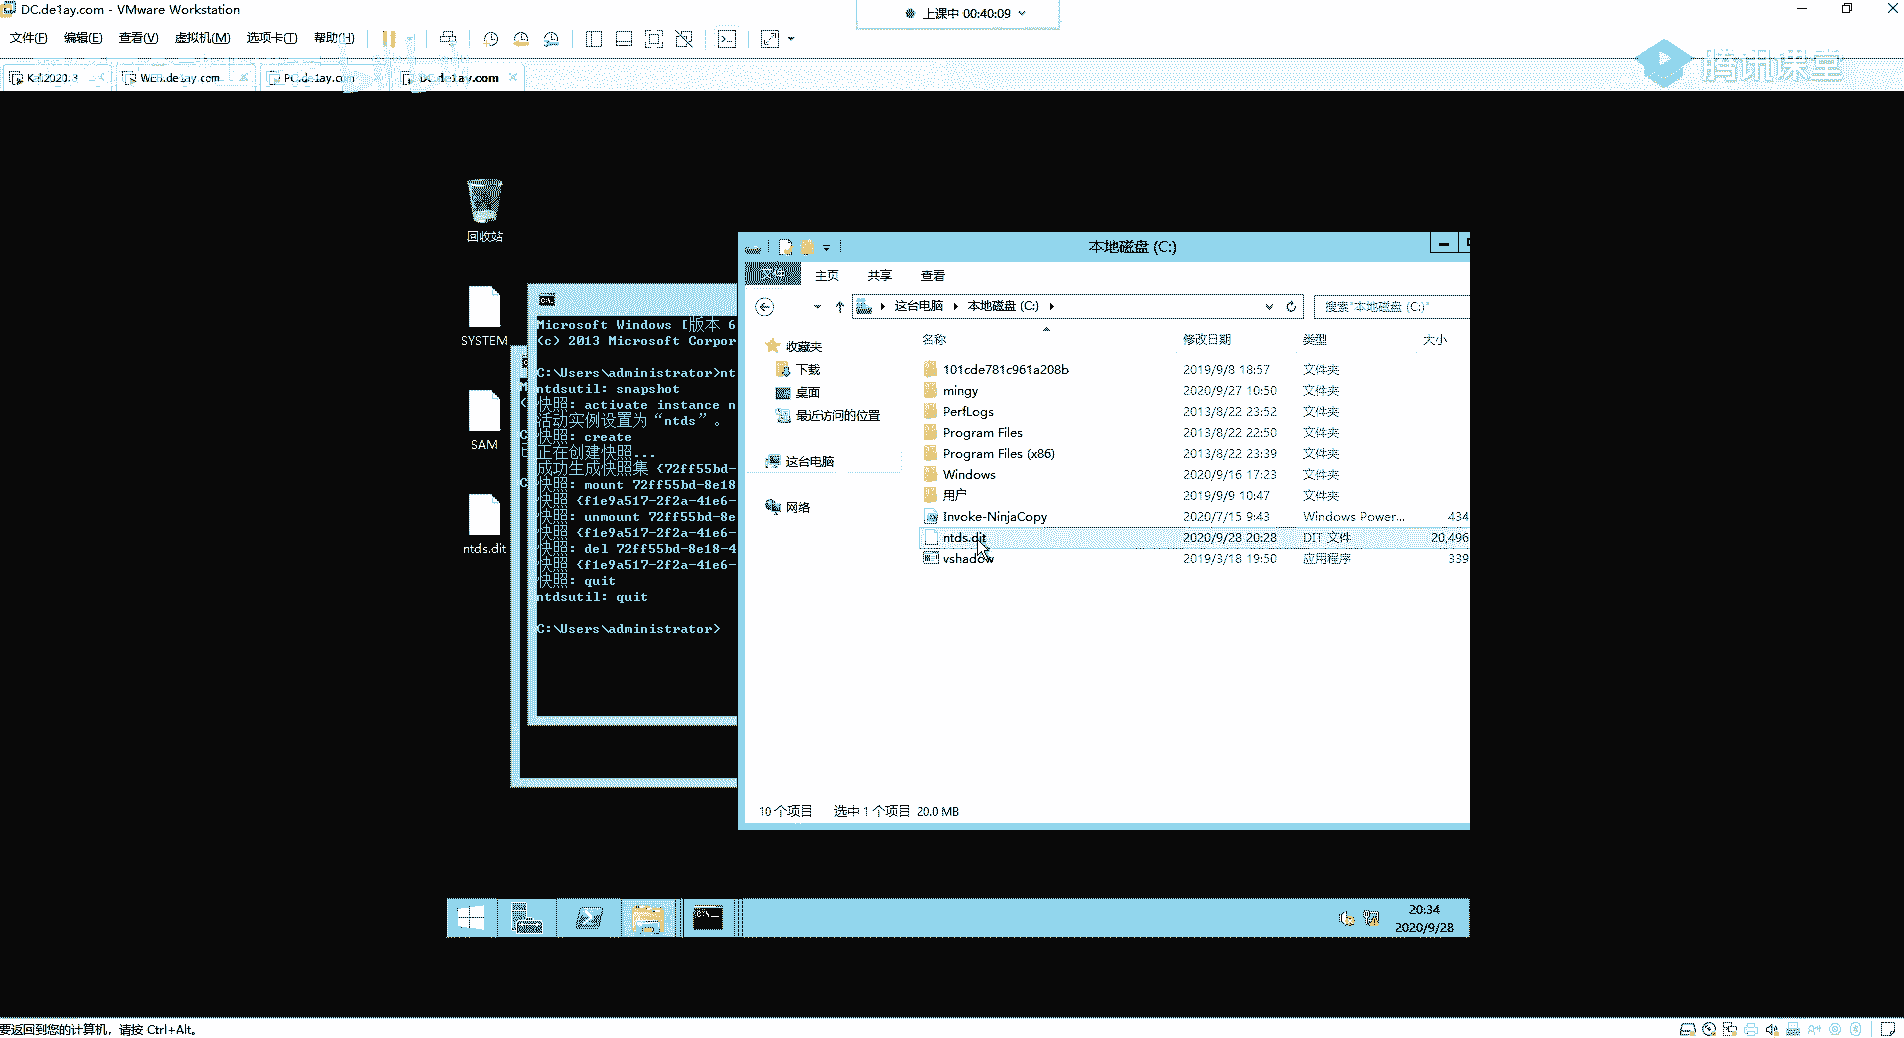 DC.de1ay.com - VMware Workstation
上课中 00:40:09
文件(F) 编辑(E) 查看(V) 虚拟机(M) 选项卡(T) 帮助(H)
腾讯课堂
Kali2020.3 WEB.de1ay.com PC.de1ay.com DC.de1ay.com
回收站
SYSTEM
SAM
ntds.dit
Microsoft Windows [版本 6
(c) 2013 Microsoft Corpor
C:\Users\administrator>nt
ntdsutil: snapshot
快照: activate instance n
活动实例设置为“ntds”。
快照: create
正在创建快照...
成功生成快照集 {72ff55bd-
快照: mount 72ff55bd-8e18
快照 {f1e9a517-2f2a-41e6-
快照: unmount 72ff55bd-8e
快照 {f1e9a517-2f2a-41e6-
快照: del 72ff55bd-8e18-4
快照 {f1e9a517-2f2a-41e6-
快照: quit
ntdsutil: quit
C:\Users\administrator>
本地磁盘 (C:)
文件 主页 共享 查看
这台电脑 本地磁盘 (C:)
搜索"本地磁盘 (C:)"
收藏夹
下载
桌面
最近访问的位置
这台电脑
网络
名称 修改日期 类型 大小
101cde781c961a208b 2019/9/8 18:57 文件夹
mingy 2020/9/27 10:50 文件夹
PerfLogs 2013/8/22 23:52 文件夹
Program Files 2013/8/22 22:50 文件夹
Program Files (x86) 2013/8/22 23:39 文件夹
Windows 2020/9/16 17:23 文件夹
用户 2019/9/9 10:47 文件夹
Invoke-NinjaCopy 2020/7/15 9:43 Windows Power... 434
ntds.dit 2020/9/28 20:28 DIT 文件 20,496
vshadow 2019/3/18 19:50 应用程序 339
10 个项目 选中 1 个项目 20.0 MB
20:34
2020/9/28
要返回到您的计算机，请按 Ctrl+Alt。